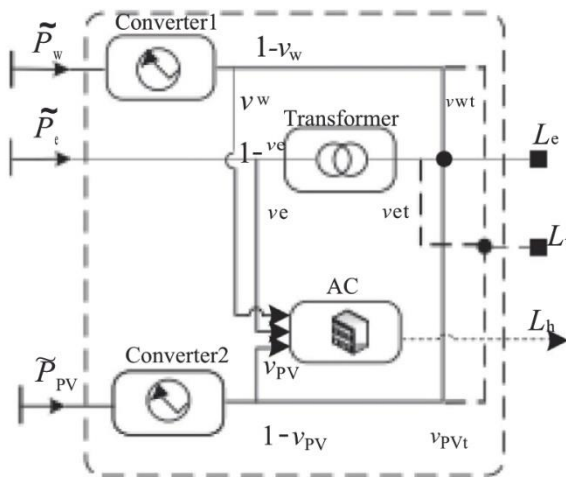 Converter1
P̃w
1-vw
vw
vwt
Transformer
P̃t
1-ve
Le
ve
vet
L
AC
Lh
Converter2
vPV
P̃PV
1-vPV
vPVt